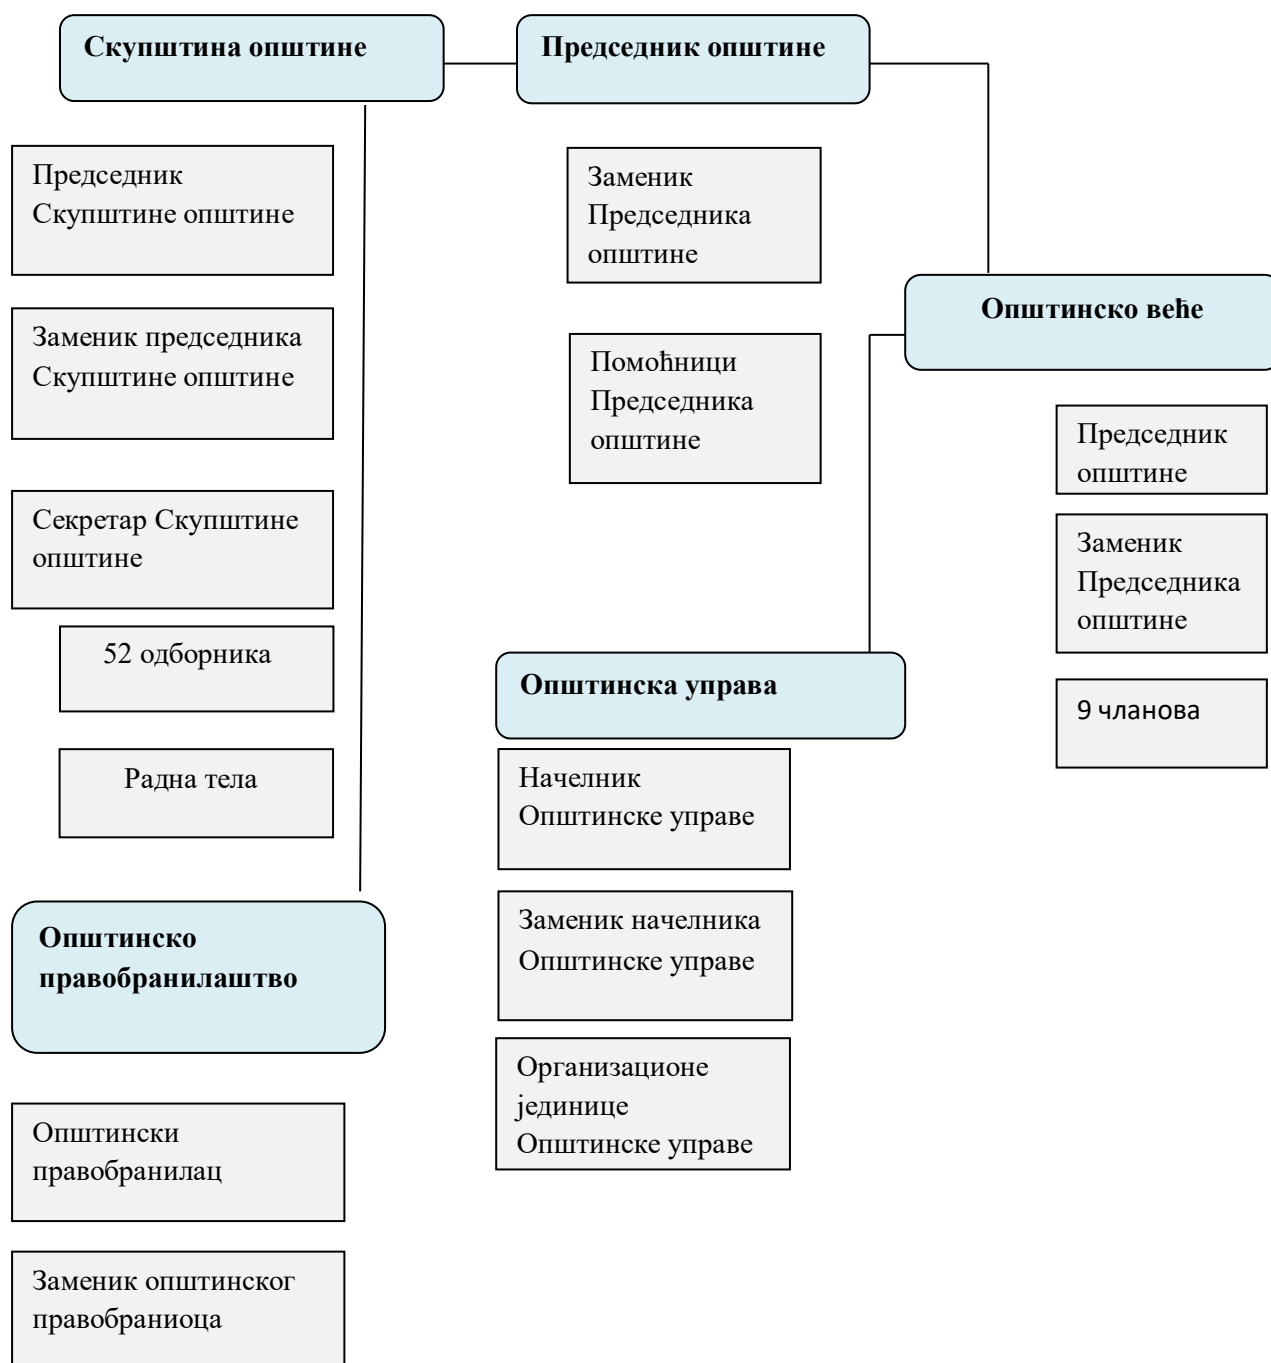 Скупштина општине
Председник општине
Председник
Скупштине општине
Заменик
Председника
општине
Општинско веће
Заменик председника
Скупштине општине
Помоћници
Председника
општине
Председник
општине
Секретар Скупштине
општине
Заменик
Председника
општине
52 одборника
Општинска управа
9 чланова
Радна тела
Начелник
Општинске управе
Заменик начелника
Општинске управе
Општинско
правобранилаштво
Организационе
јединице
Општинске управе
Општински
правобранилац
Заменик општинског
правобраниоца